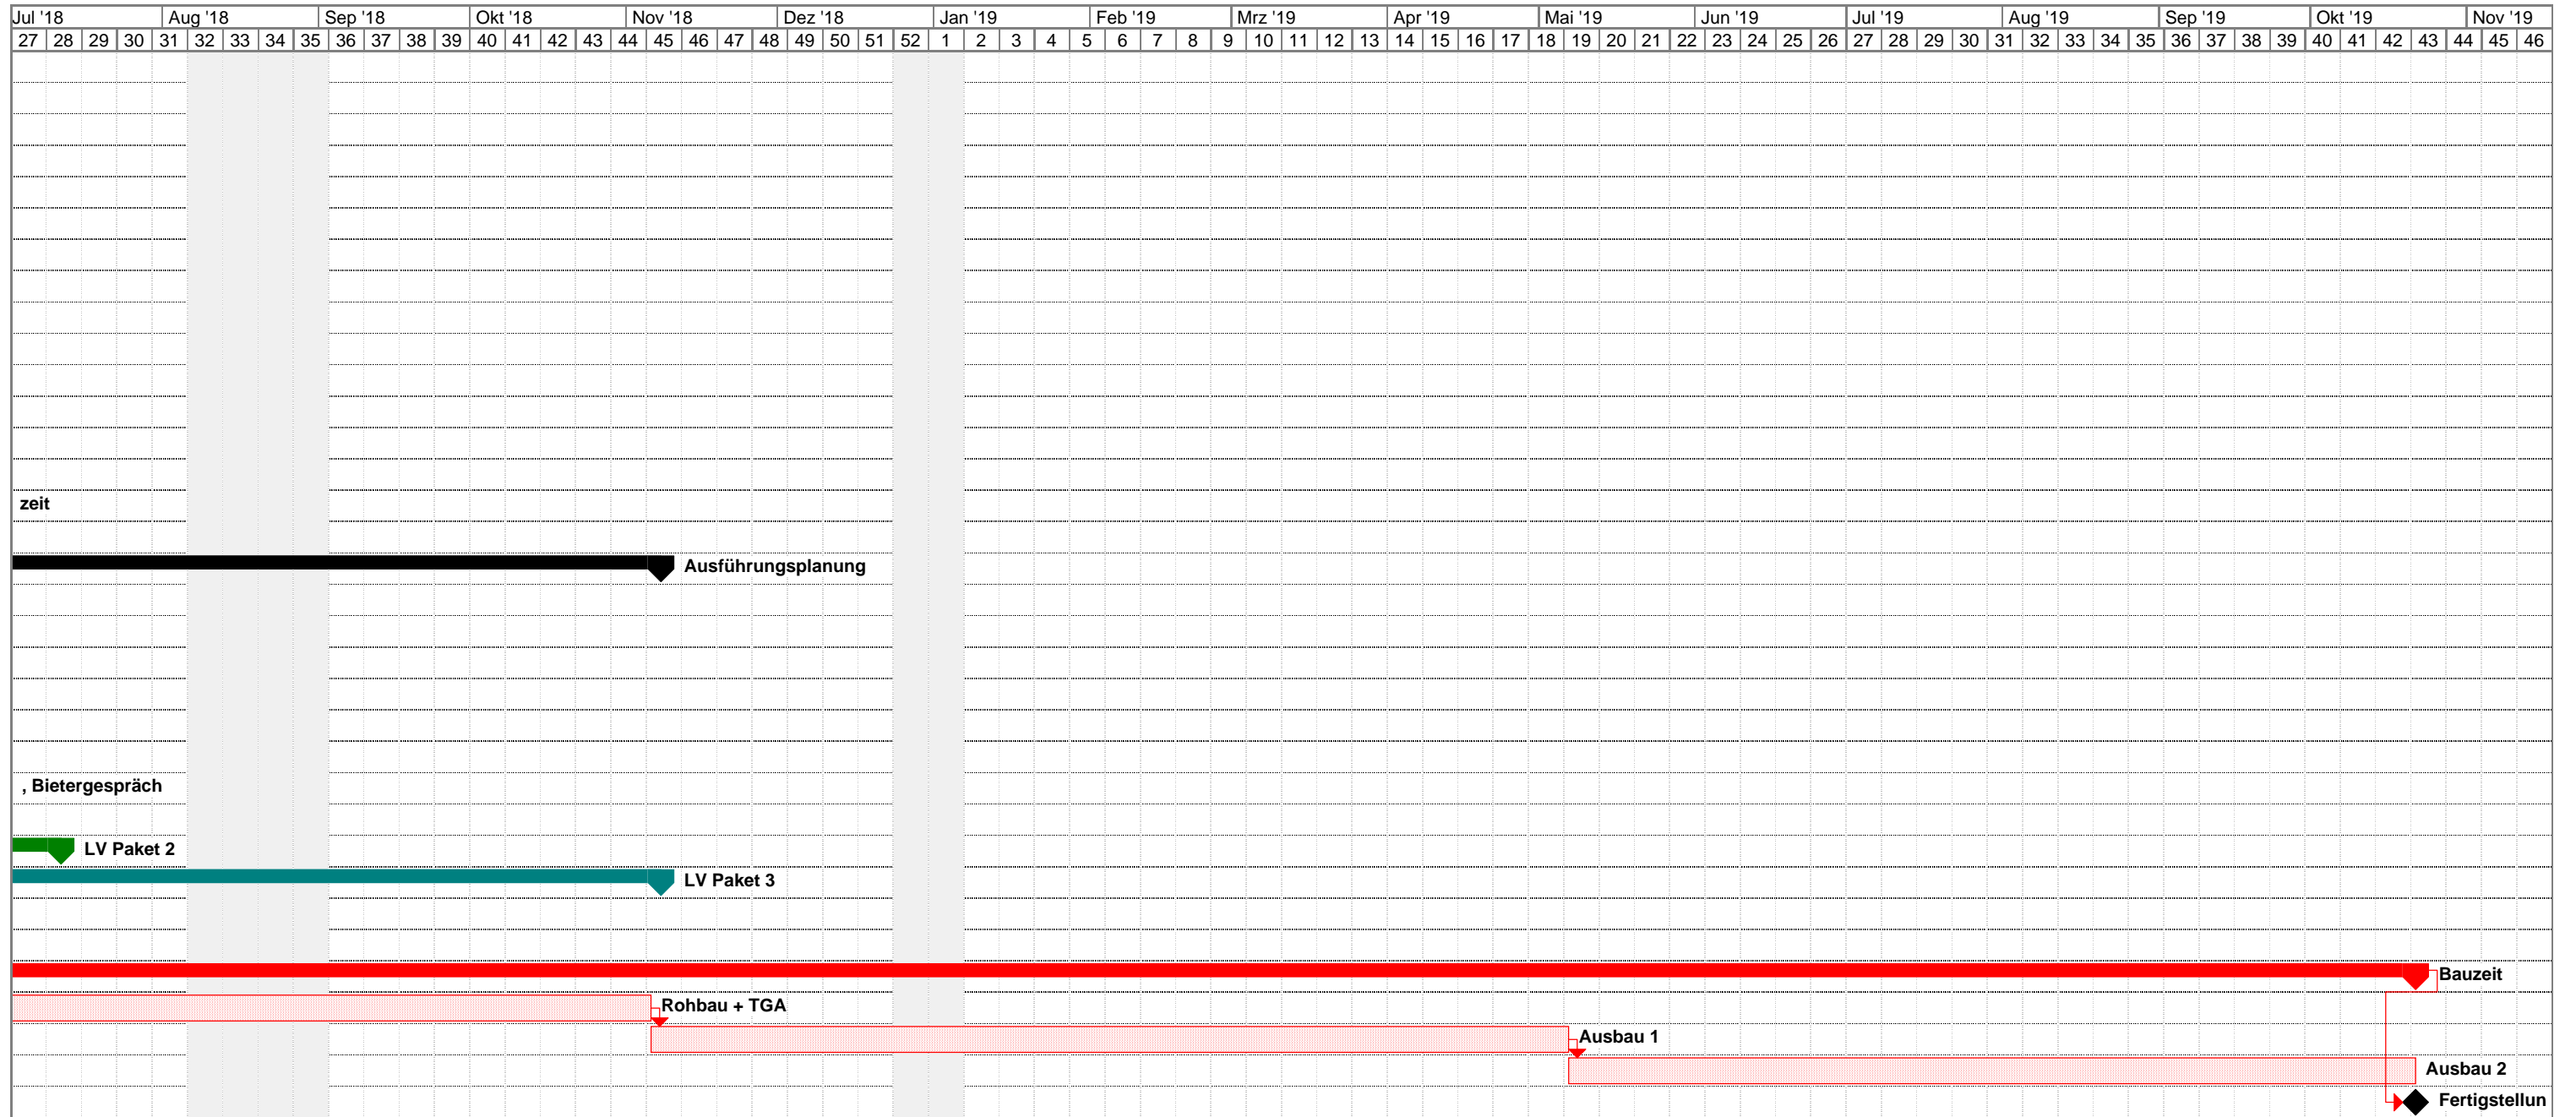 Jul '18 Aug '18 Sep '18 Okt '18 Nov '18 Dez '18 Jan '19 Feb '19 Mrz '19 Apr '19 Mai '19 Jun '19 Jul '19 Aug '19 Sep '19 Okt '19 Nov '19
27 28 29 30 31 32 33 34 35 36 37 38 39 40 41 42 43 44 45 46 47 48 49 50 51 52 1 2 3 4 5 6 7 8 9 10 11 12 13 14 15 16 17 18 19 20 21 22 23 24 25 26 27 28 29 30 31 32 33 34 35 36 37 38 39 40 41 42 43 44 45 46
zeit
Ausführungsplanung
, Bietergespräch
LV Paket 2
LV Paket 3
Bauzeit
Rohbau + TGA
Ausbau 1
Ausbau 2
Fertigstellun